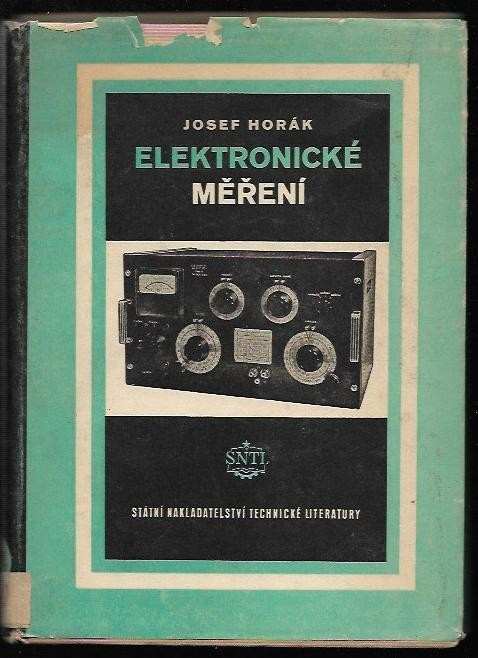 JOSEF HORÁK
ELEKTRONICKÉ
MĚŘENÍ
SNTL
STÁTNÍ NAKLADATELSTVÍ TECHNICKÉ LITERATURY